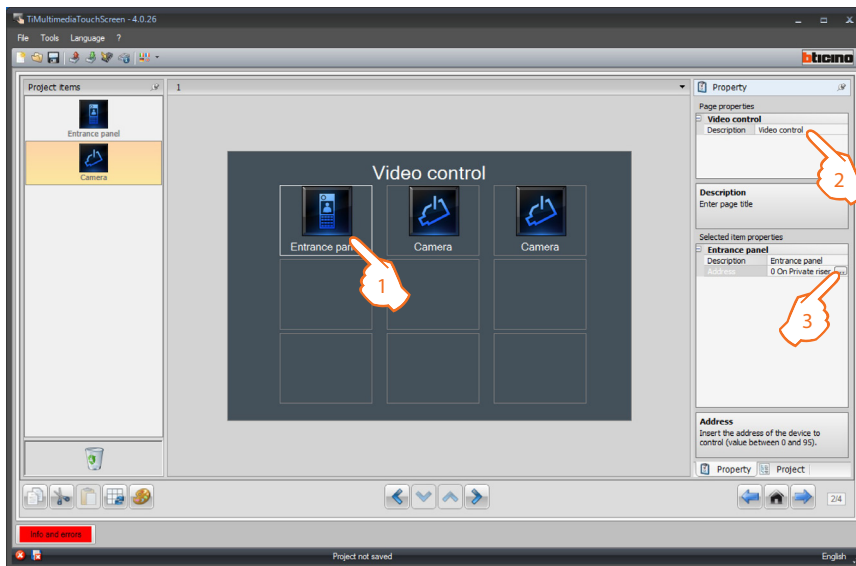 TiMultimediaTouchScreen - 4.0.26
File Tools Language ?
bticino
Project items
Entrance panel
Camera
1
Video control
Entrance pan
Camera
Camera
1
Property
Page properties
Video control
Description Video control
2
Description
Enter page title
Selected item properties
Entrance panel
Description Entrance panel
Address 0 On Private riser ...
3
Address
Insert the address of the device to
control (value between 0 and 95).
Property Project
2/4
Info and errors
Project not saved
English